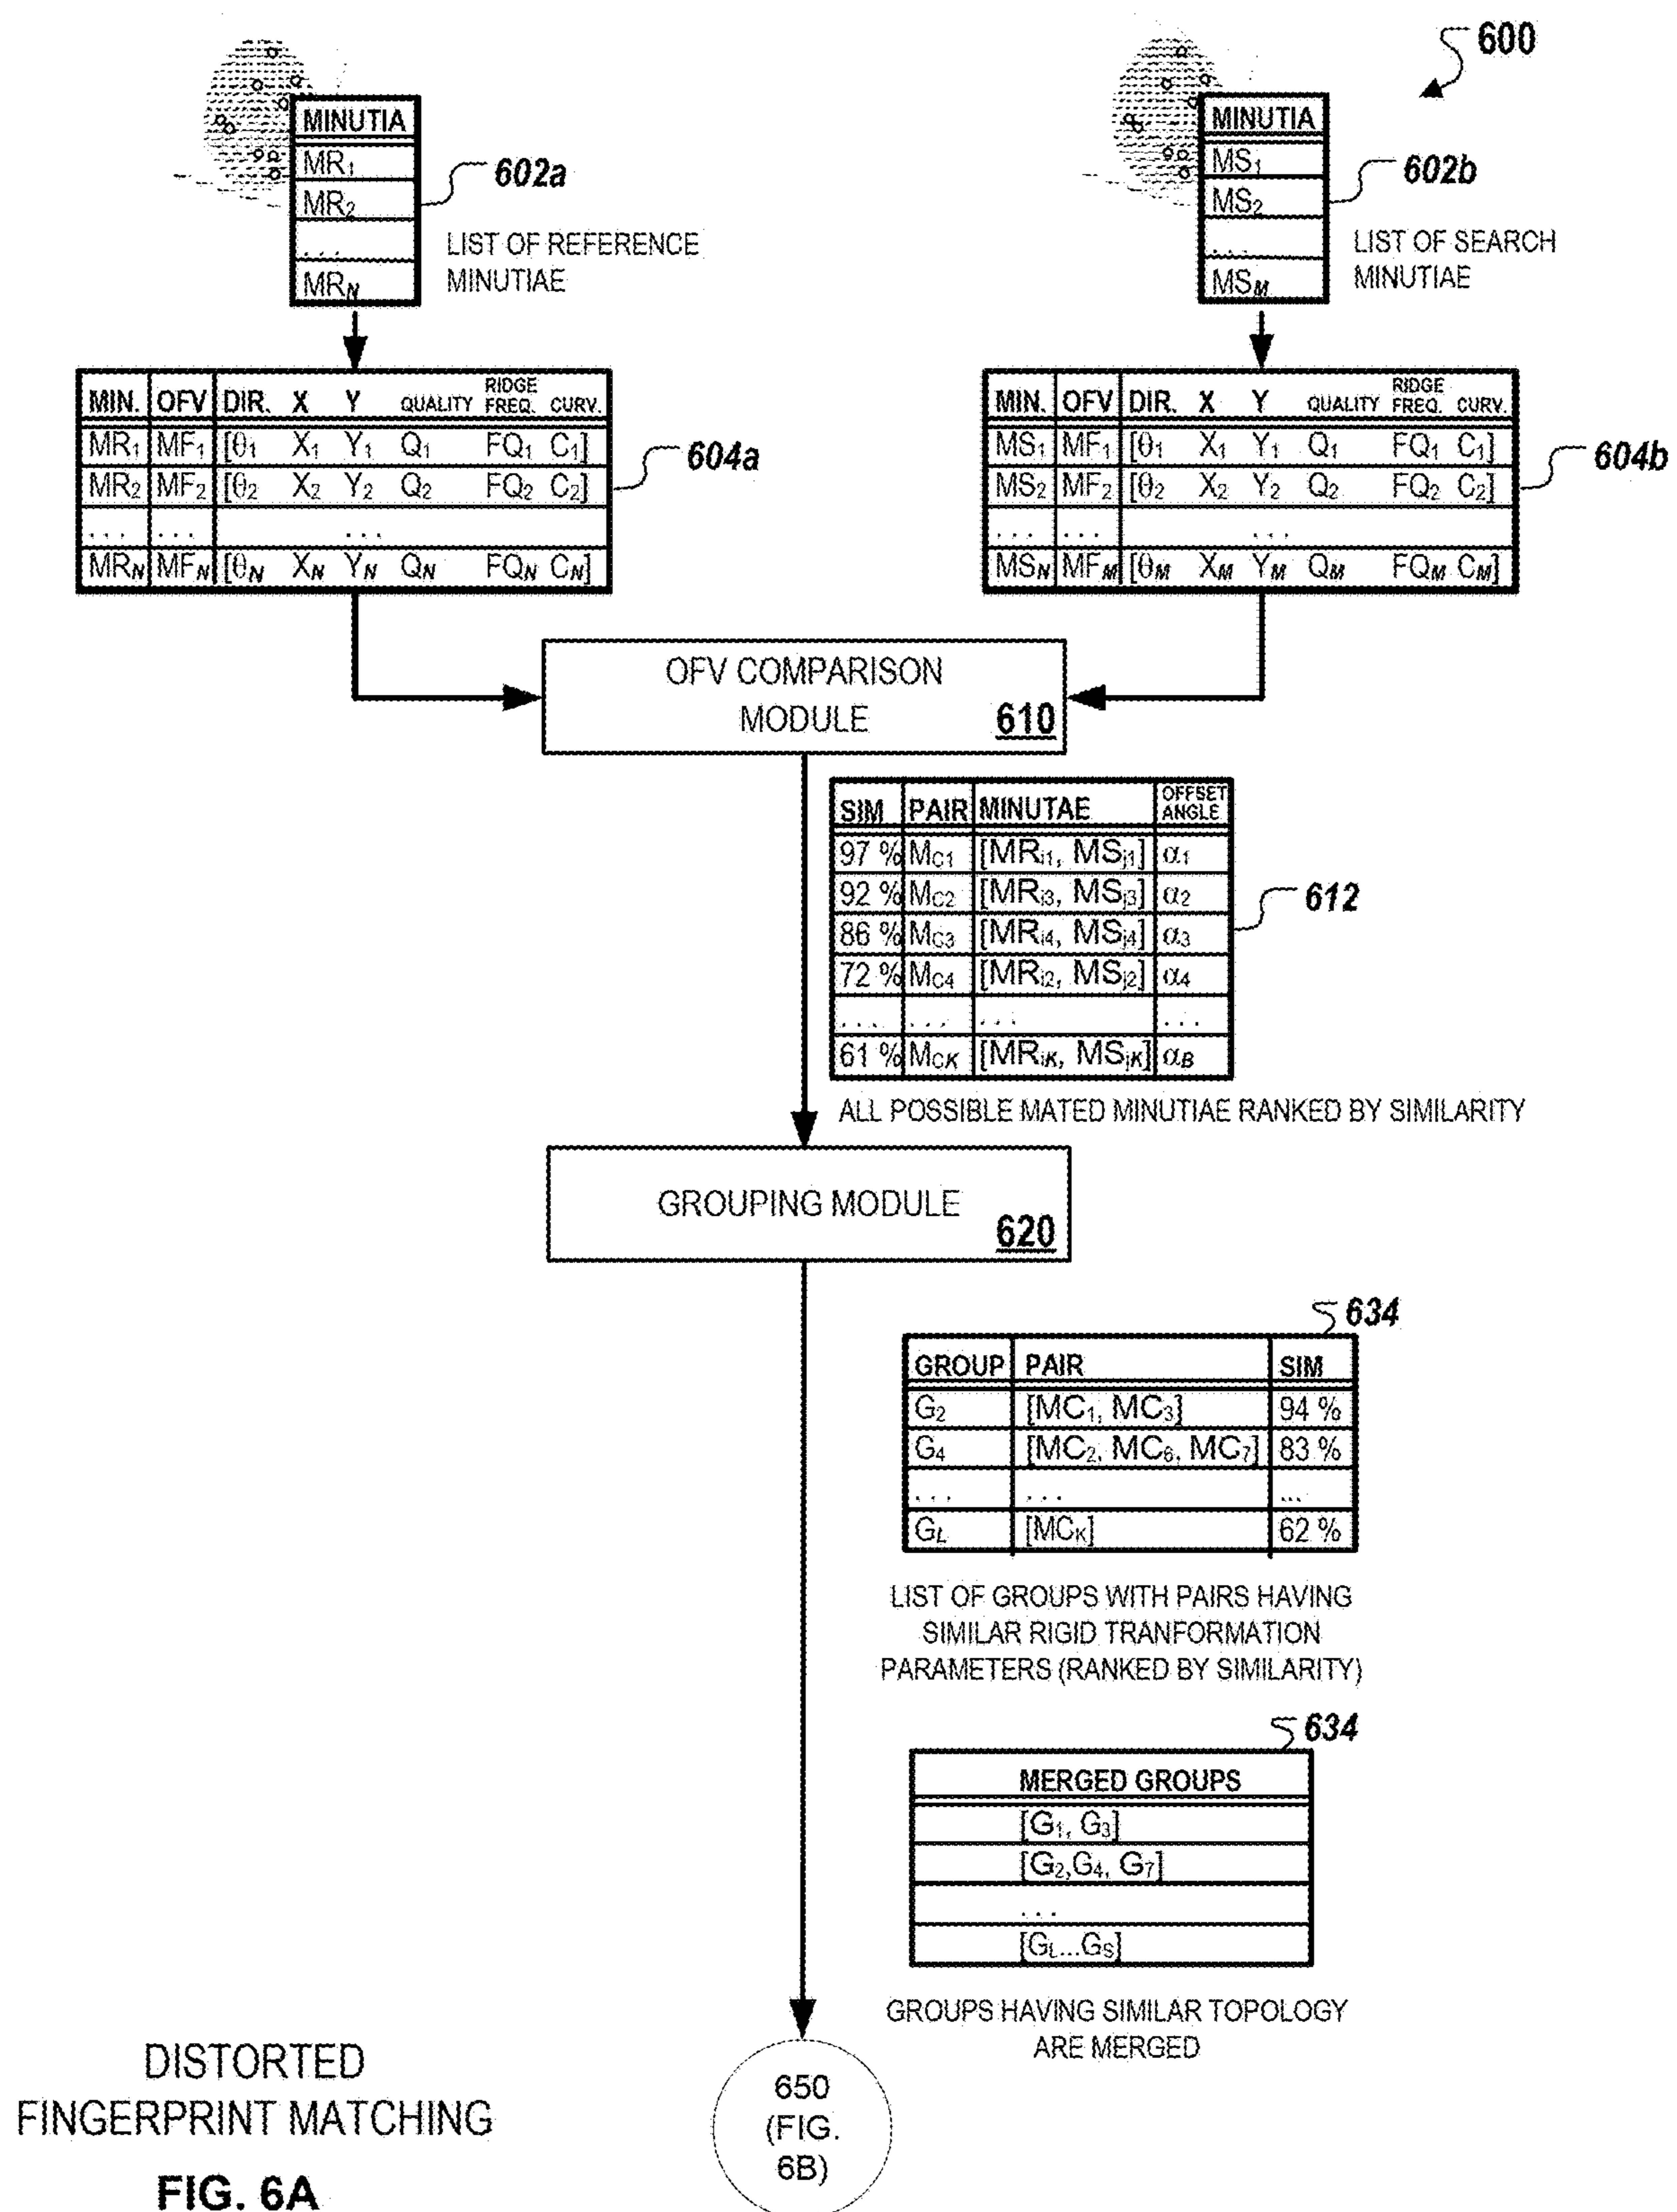 600
MINUTIA
MR1
MR2
...
MRN
602a
LIST OF REFERENCE
MINUTIAE
MINUTIA
MS1
MS2
...
MSM
602b
LIST OF SEARCH
MINUTIAE
MIN. OFV DIR. X Y QUALITY RIDGE FREQ. CURV.
MR1 MF1 [θ1 X1 Y1 Q1 FQ1 C1]
MR2 MF2 [θ2 X2 Y2 Q2 FQ2 C2]
... ... ...
MRN MFN [θN XN YN QN FQN CN]
604a
MIN. OFV DIR. X Y QUALITY RIDGE FREQ. CURV.
MS1 MF1 [θ1 X1 Y1 Q1 FQ1 C1]
MS2 MF2 [θ2 X2 Y2 Q2 FQ2 C2]
... ... ...
MSN MFM [θM XM YM QM FQM CM]
604b
OFV COMPARISON
MODULE 610
SIM PAIR MINUTAE OFFSET ANGLE
97 % MC1 [MRi1, MSj1] α1
92 % MC2 [MRi3, MSj3] α2
86 % MC3 [MRi4, MSj4] α3
72 % MC4 [MRi2, MSj2] α4
... ... ... ...
61 % MCK [MRiK, MSjK] αB
612
ALL POSSIBLE MATED MINUTIAE RANKED BY SIMILARITY
GROUPING MODULE
620
634
GROUP PAIR SIM
G2 [MC1, MC3] 94 %
G4 [MC2, MC6, MC7] 83 %
... ... ...
GL [MCK] 62 %
LIST OF GROUPS WITH PAIRS HAVING
SIMILAR RIGID TRANFORMATION
PARAMETERS (RANKED BY SIMILARITY)
634
MERGED GROUPS
[G1, G3]
[G2,G4, G7]
...
[GL...GS]
GROUPS HAVING SIMILAR TOPOLOGY
ARE MERGED
650
(FIG.
6B)
DISTORTED
FINGERPRINT MATCHING
FIG. 6A